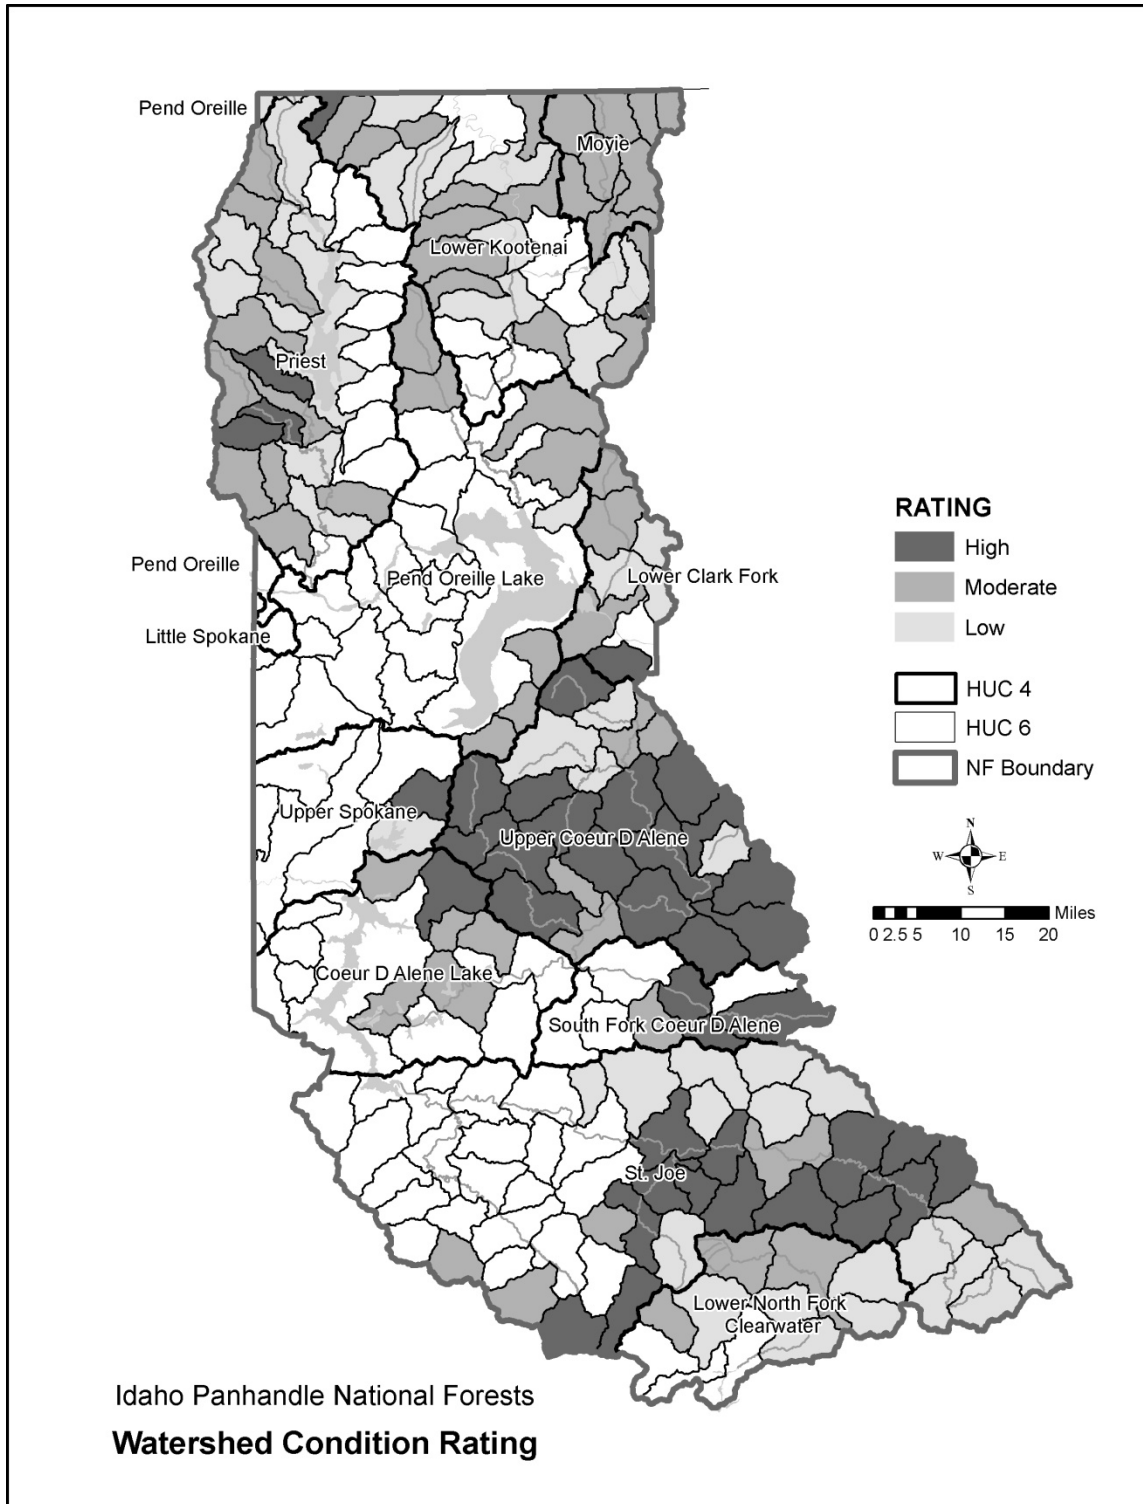 Pend Oreille
Moyie
Lower Kootenai
Priest
RATING
High
Moderate
Low
HUC 4
HUC 6
NF Boundary
Pend Oreille
Pend Oreille Lake
Lower Clark Fork
Little Spokane
Upper Spokane
Upper Coeur D Alene
N
W E
S
Miles
0 2.5 5 10 15 20
Coeur D Alene Lake
South Fork Coeur D Alene
St. Joe
Lower North Fork
Clearwater
Idaho Panhandle National Forests
Watershed Condition Rating